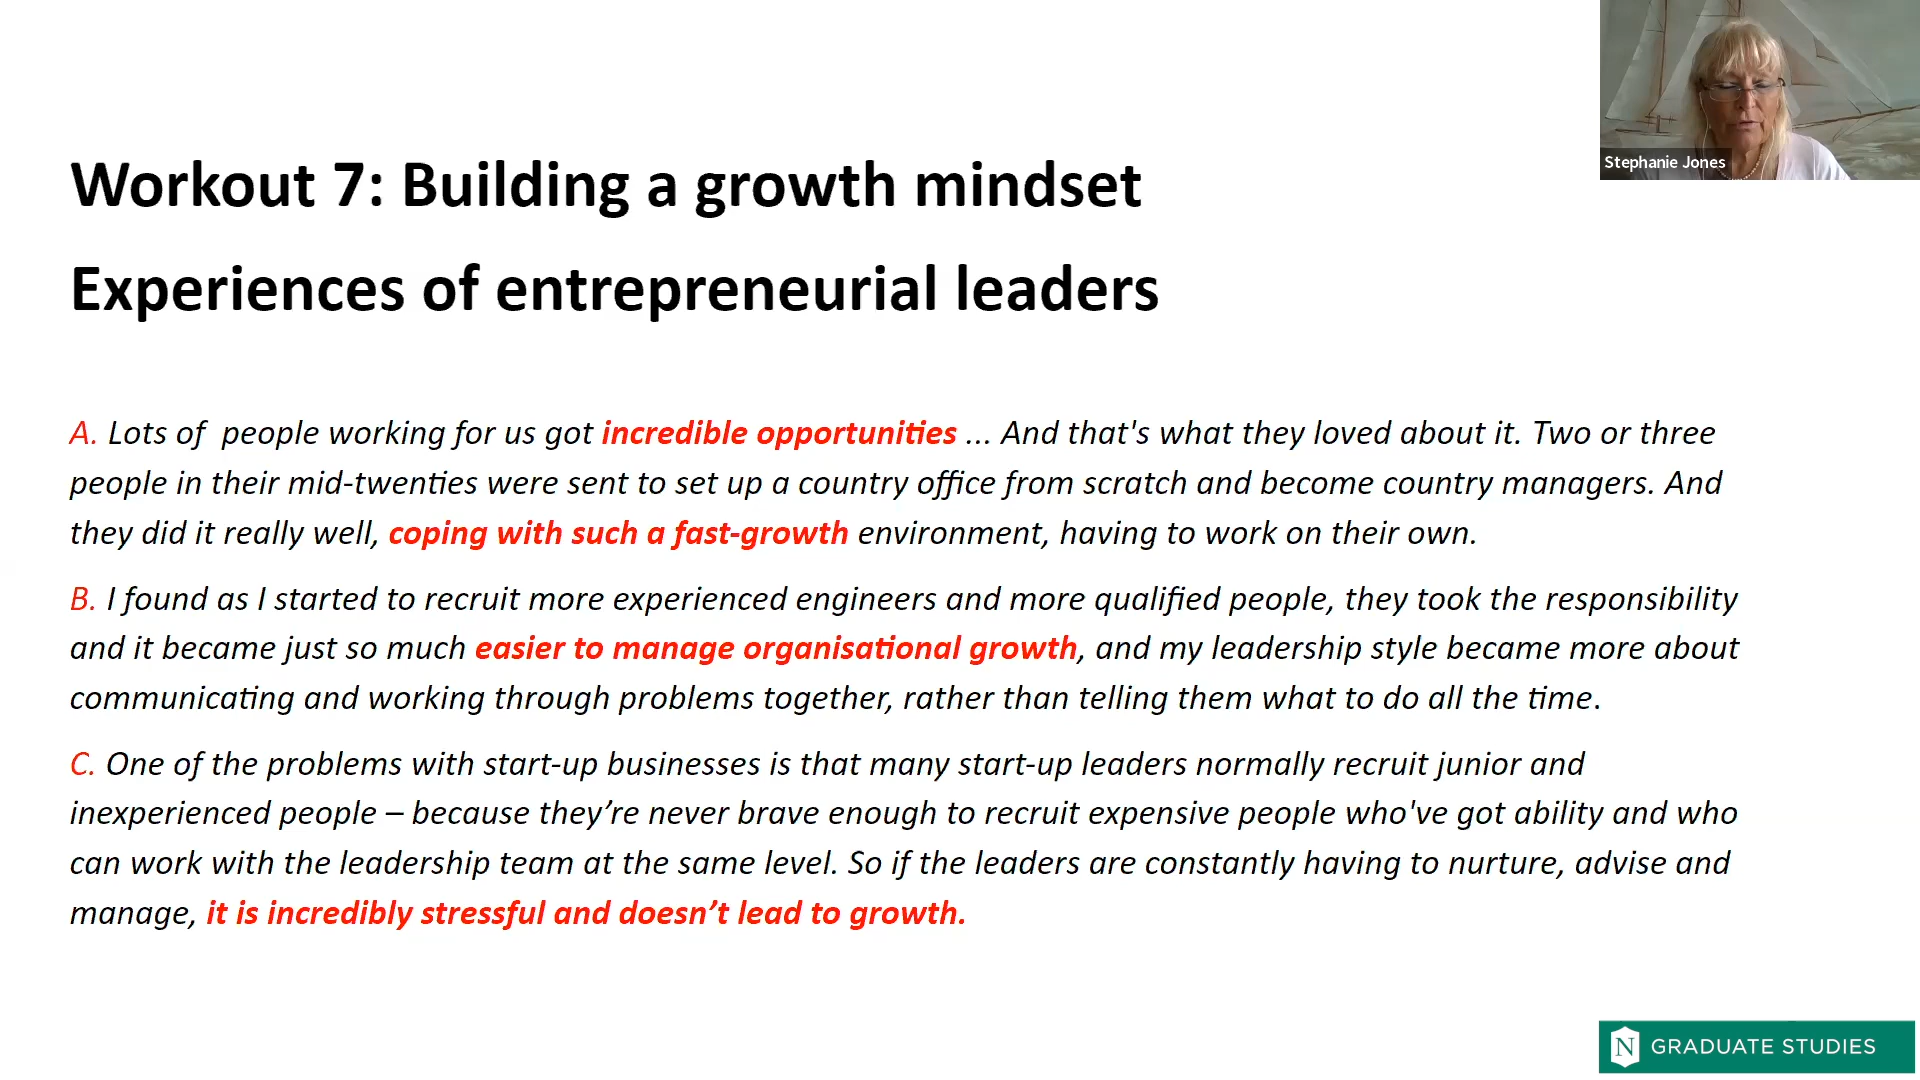 Stephanie Jones
Workout 7: Building a growth mindset
Experiences of entrepreneurial leaders
A. Lots of people working for us got incredible opportunities ... And that's what they loved about it. Two or three
people in their mid-twenties were sent to set up a country office from scratch and become country managers. And
they did it really well, coping with such a fast-growth environment, having to work on their own.
B. I found as I started to recruit more experienced engineers and more qualified people, they took the responsibility
and it became just so much easier to manage organisational growth, and my leadership style became more about
communicating and working through problems together, rather than telling them what to do all the time.
C. One of the problems with start-up businesses is that many start-up leaders normally recruit junior and
inexperienced people – because they’re never brave enough to recruit expensive people who've got ability and who
can work with the leadership team at the same level. So if the leaders are constantly having to nurture, advise and
manage, it is incredibly stressful and doesn’t lead to growth.
N GRADUATE STUDIES